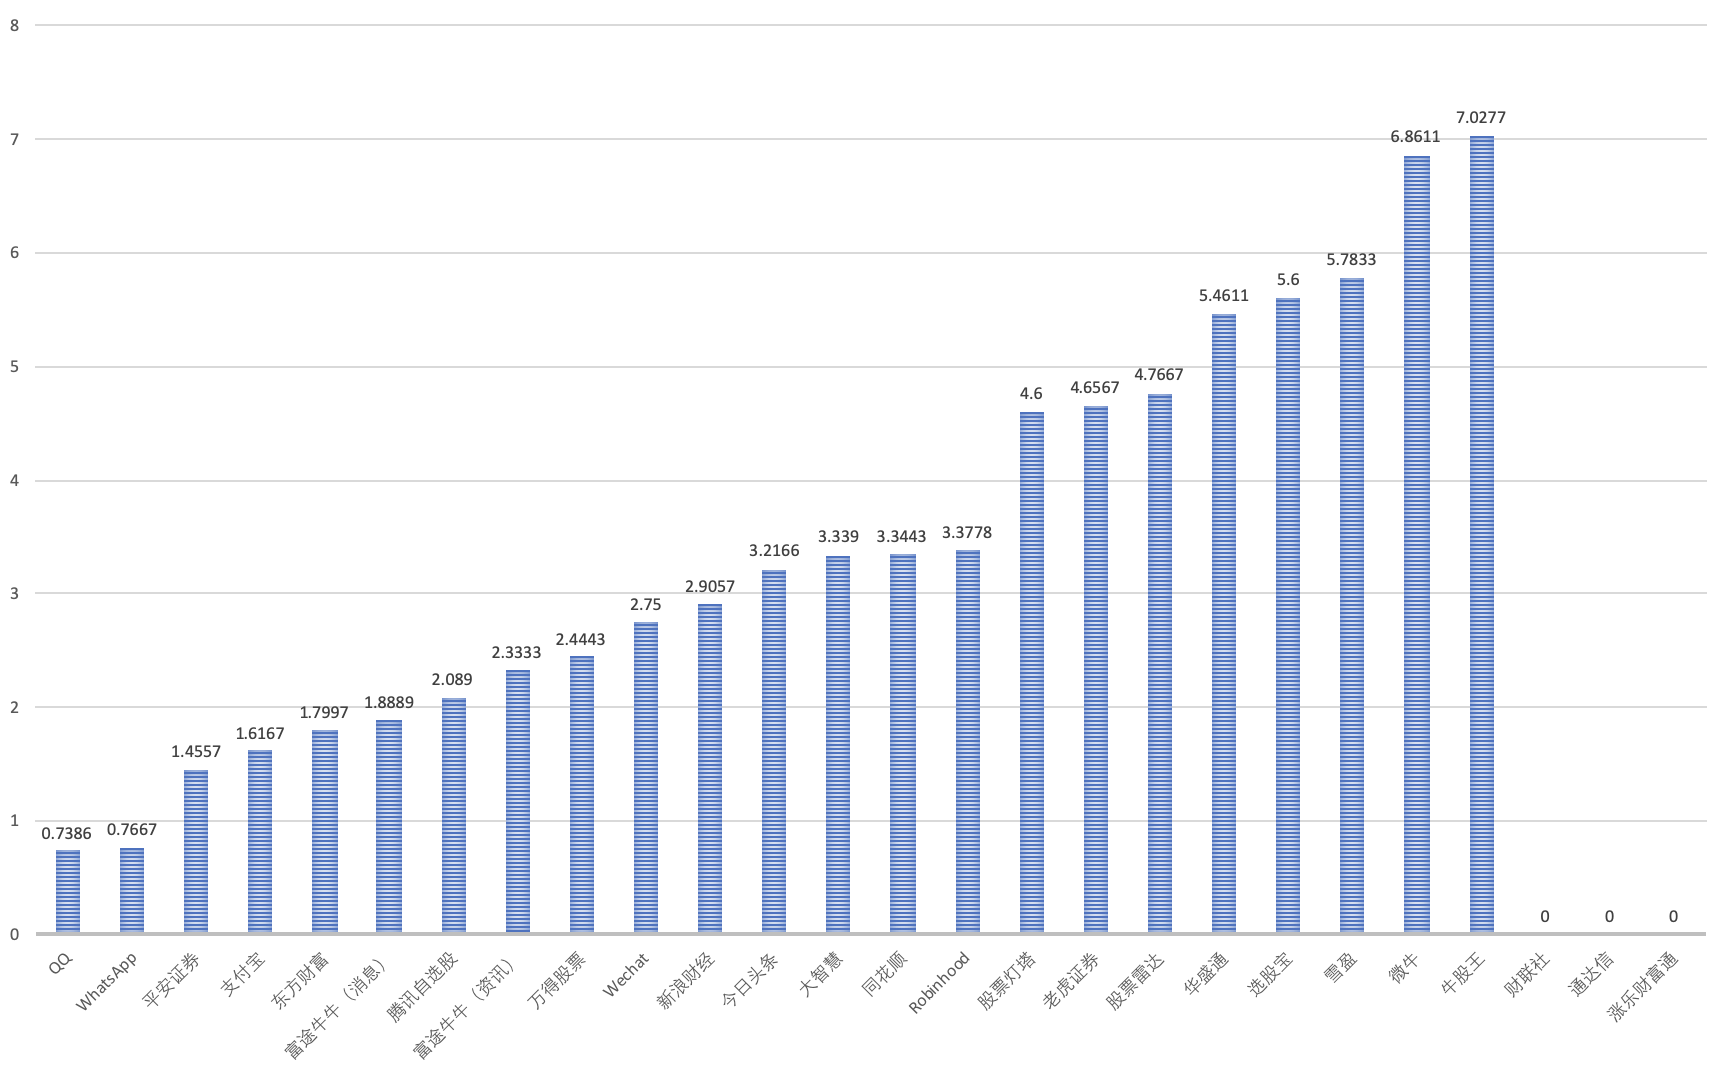 8
7
6
5
4
3
2
1
0
0.7386
0.7667
1.4557
1.6167
1.7997
1.8889
2.089
2.3333
2.4443
2.75
2.9057
3.2166
3.339
3.3443
3.3778
4.6
4.6567
4.7667
5.4611
5.6
5.7833
6.8611
7.0277
0
0
0
QQ
WhatsApp
平安证券
支付宝
东方财富
富途牛牛（消息）
腾讯自选股
富途牛牛（资讯）
万得股票
Wechat
新浪财经
今日头条
大智慧
同花顺
Robinhood
股票灯塔
老虎证券
股票雷达
华盛通
选股宝
雪盈
微牛
牛股王
财联社
通达信
涨乐财富通